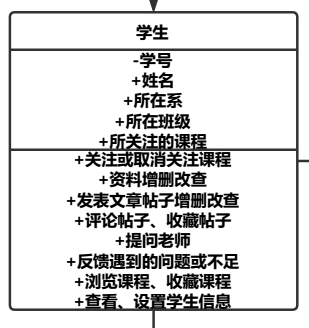 学生
-学号
+姓名
+所在系
+所在班级
+所关注的课程
+关注或取消关注课程
+资料增删改查
+发表文章帖子增删改查
+评论帖子、收藏帖子
+提问老师
+反馈遇到的问题或不足
+浏览课程、收藏课程
+查看、设置学生信息